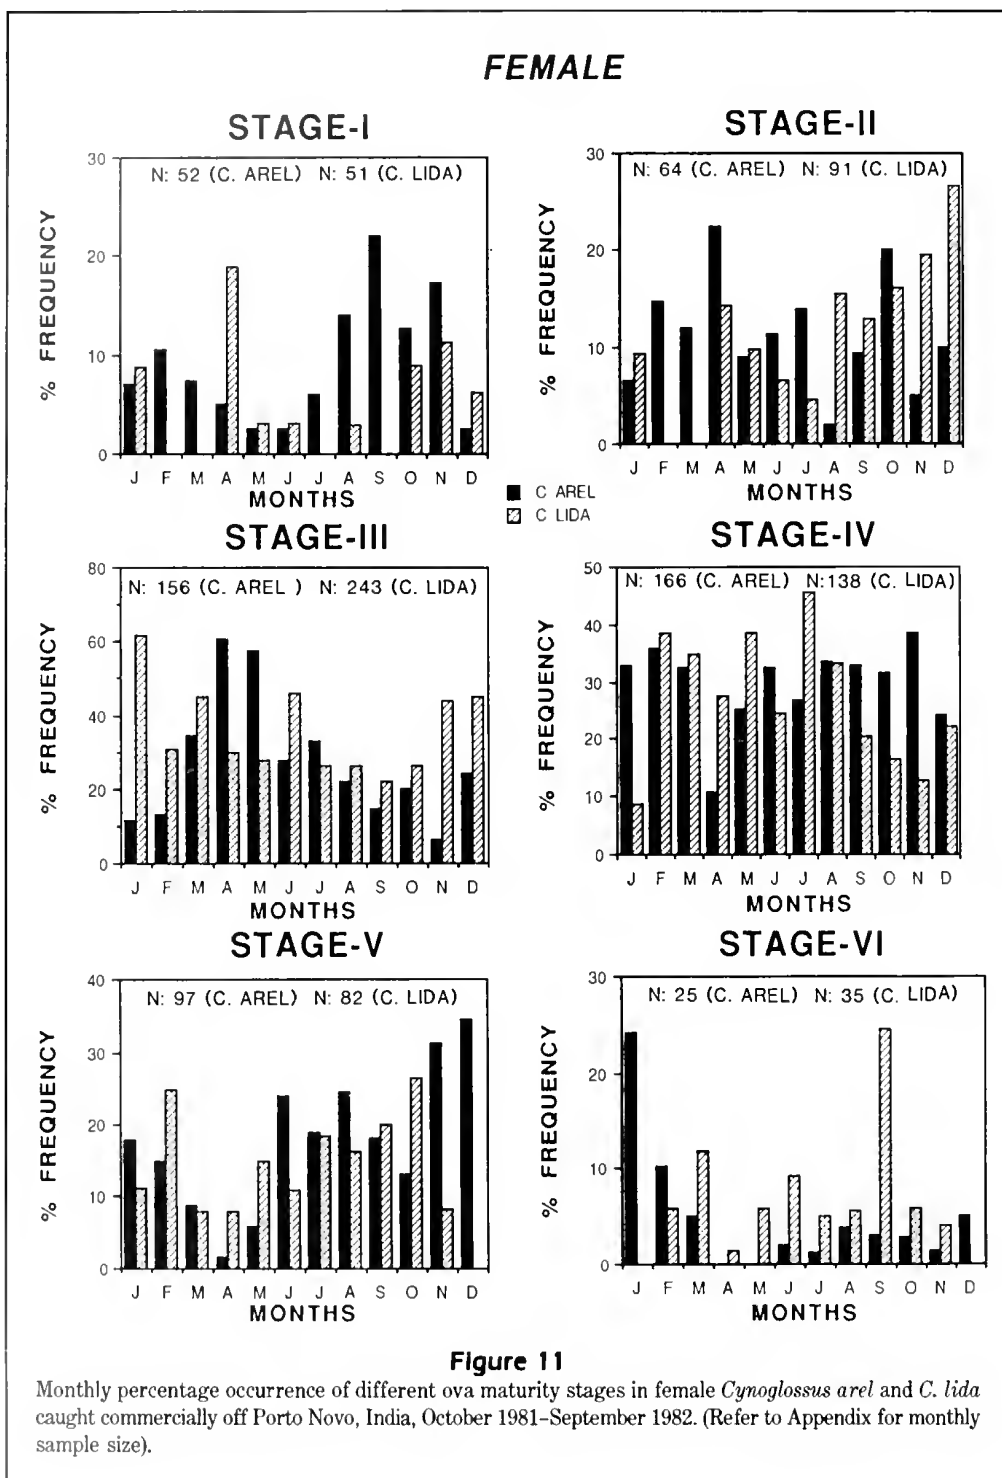 FEMALE
STAGE-I
N: 52 (C. AREL) N: 51 (C. LIDA)
% FREQUENCY
30
20
10
0
J F M A M J J A S O N D
MONTHS
STAGE-II
N: 64 (C. AREL) N: 91 (C. LIDA)
% FREQUENCY
30
20
10
0
J F M A M J J A S O N D
MONTHS
C AREL
C LIDA
STAGE-III
N: 156 (C. AREL ) N: 243 (C. LIDA)
% FREQUENCY
80
60
40
20
0
J F M A M J J A S O N D
MONTHS
STAGE-IV
N: 166 (C. AREL) N:138 (C. LIDA)
% FREQUENCY
50
40
30
20
10
0
J F M A M J J A S O N D
MONTHS
STAGE-V
N: 97 (C. AREL) N: 82 (C. LIDA)
% FREQUENCY
40
30
20
10
0
J F M A M J J A S O N D
MONTHS
STAGE-VI
N: 25 (C. AREL) N: 35 (C. LIDA)
% FREQUENCY
30
20
10
0
J F M A M J J A S O N D
MONTHS
Figure 11
Monthly percentage occurrence of different ova maturity stages in female Cynoglossus arel and C. lida
caught commercially off Porto Novo, India, October 1981–September 1982. (Refer to Appendix for monthly
sample size).